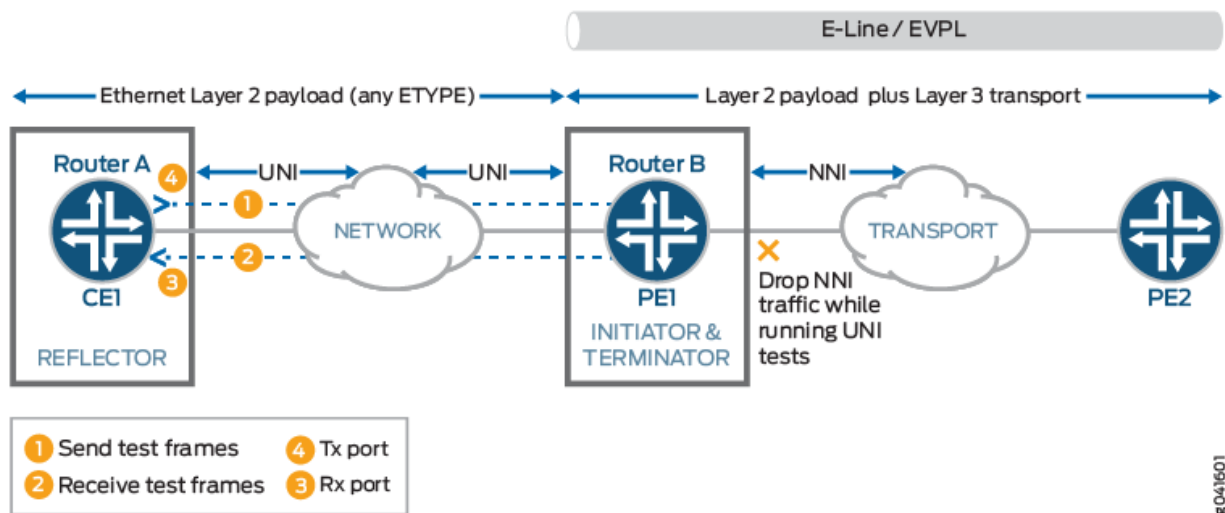 E-Line / EVPL
Ethernet Layer 2 payload (any ETYPE)
Layer 2 payload plus Layer 3 transport
Router A
4
UNI
UNI
Router B
NNI
1
NETWORK
TRANSPORT
2
3
CE1
PE1
Drop NNI
traffic while
running UNI
tests
PE2
REFLECTOR
INITIATOR &
TERMINATOR
1 Send test frames
4 Tx port
2 Receive test frames
3 Rx port
g041601